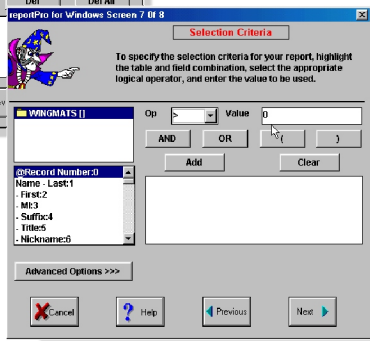 Def Def All
reportPro for Windows Screen 7 Of 8
Selection Criteria
To specify the selection criteria for your report, highlight
the table and field combination, select the appropriate
logical operator, and enter the value to be used.
WINGMATS []
Op > Value 0
AND OR ( )
Add Clear
@Record Number:0
Name - Last:1
- First:2
- MI:3
- Suffix:4
- Title:5
- Nickname:6
Advanced Options >>>
Cancel ? Help Previous Next